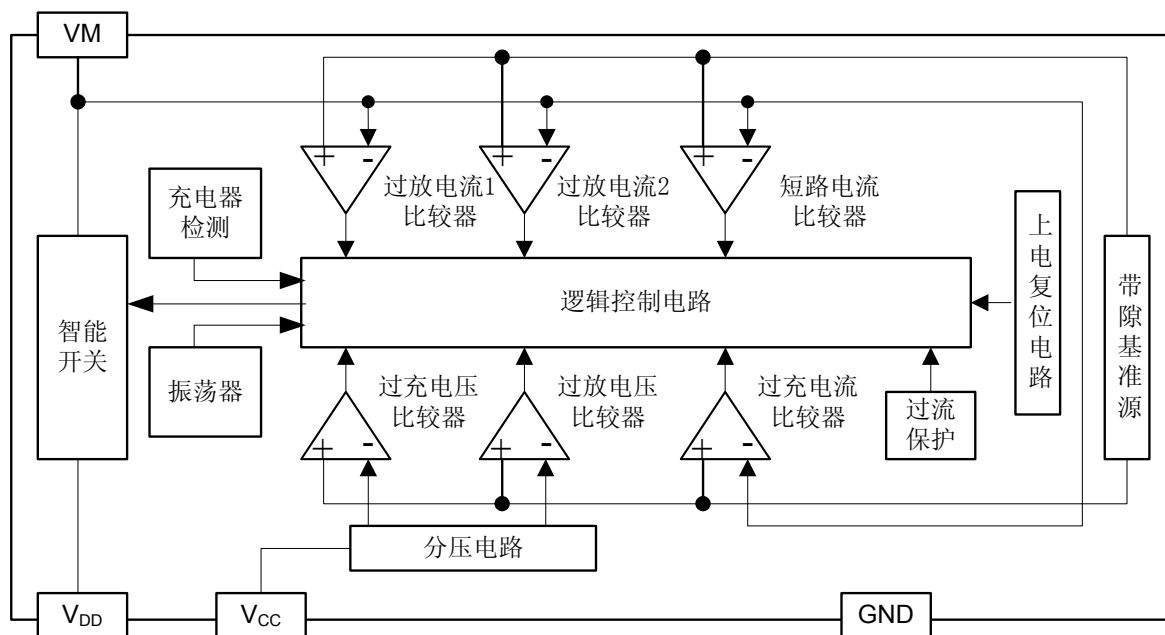 VM
+ -
+ -
+ -
过放电流1
比较器
过放电流2
比较器
短路电流
比较器
充电器
检测
上电复位电路
带隙基准源
逻辑控制电路
智能
开关
振荡器
过充电压
比较器
过放电压
比较器
过充电流
比较器
过流
保护
+ -
+ -
+ -
分压电路
VDD
VCC
GND